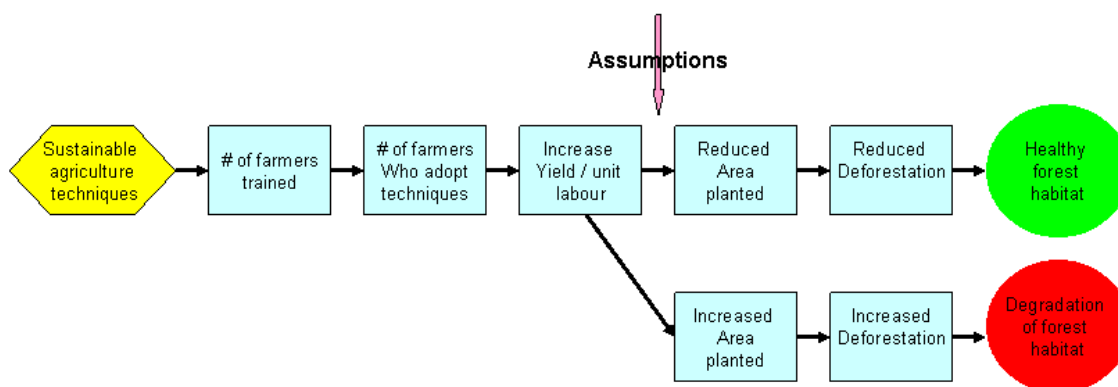 Assumptions
Sustainable
agriculture
techniques
# of farmers
trained
# of farmers
Who adopt
techniques
Increase
Yield / unit
labour
Reduced
Area
planted
Reduced
Deforestation
Healthy
forest
habitat
Increased
Area
planted
Increased
Deforestation
Degradation
of forest
habitat